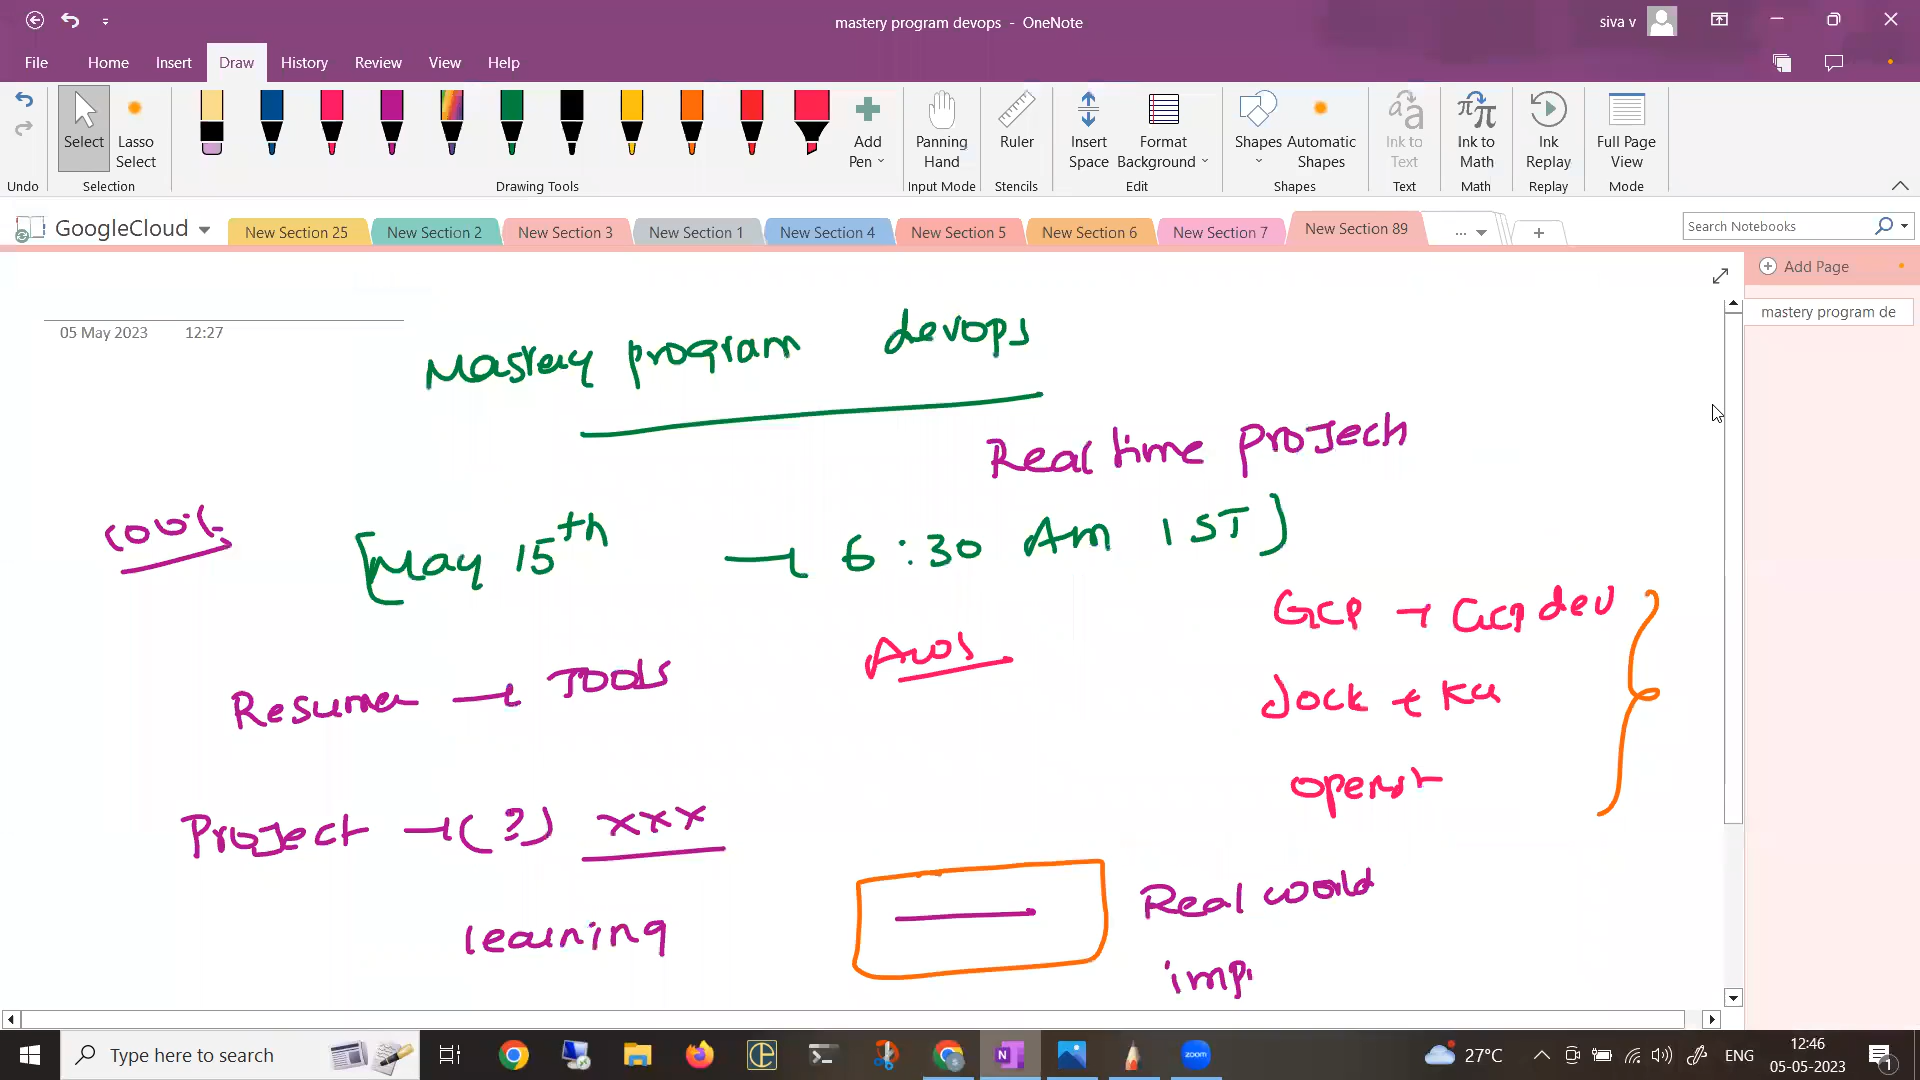 mastery program devops - OneNote
siva v
File Home Insert Draw History Review View Help
Select
Lasso Select
Add Pen
Panning Hand
Ruler
Insert Space
Format Background
Shapes
Automatic Shapes
Ink to Text
Ink to Math
Ink Replay
Full Page View
Undo Selection Drawing Tools Input Mode Stencils Edit Shapes Text Math Replay Mode
GoogleCloud New Section 25 New Section 2 New Section 3 New Section 1 New Section 4 New Section 5 New Section 6 New Section 7 New Section 89 ... + Search Notebooks
Add Page
mastery program de
05 May 2023 12:27
Mastery program devops
Real time project
100%
[May 15th → 6:30 Am IST]
GCP → GCP dev
Aws
Resume → Tools
Dock + Ku
Project → (?) xxx
Real world
learning
imp
Type here to search
zoom
27°C
ENG
12:46
05-05-2023
1